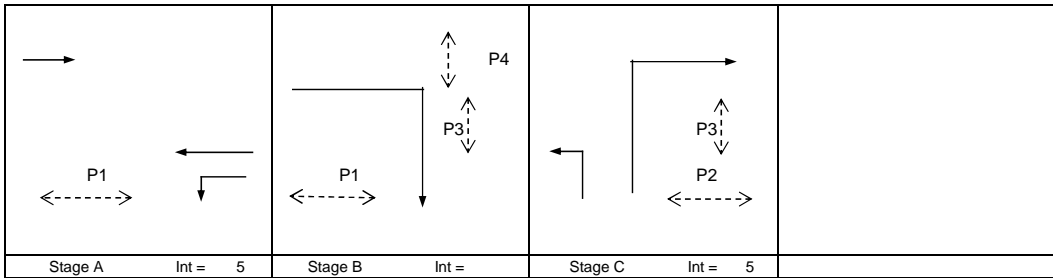 P1
Stage A Int = 5
P4
P3
P1
Stage B Int =
P3
P2
Stage C Int = 5